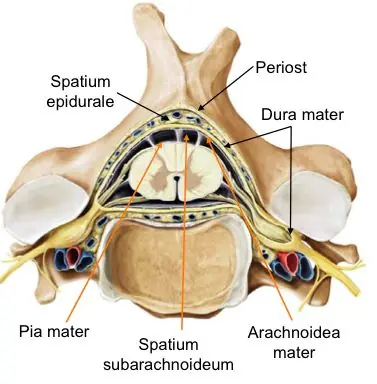 Spatium
epidurale
Periost
Dura mater
Pia mater
Spatium
subarachnoideum
Arachnoidea
mater